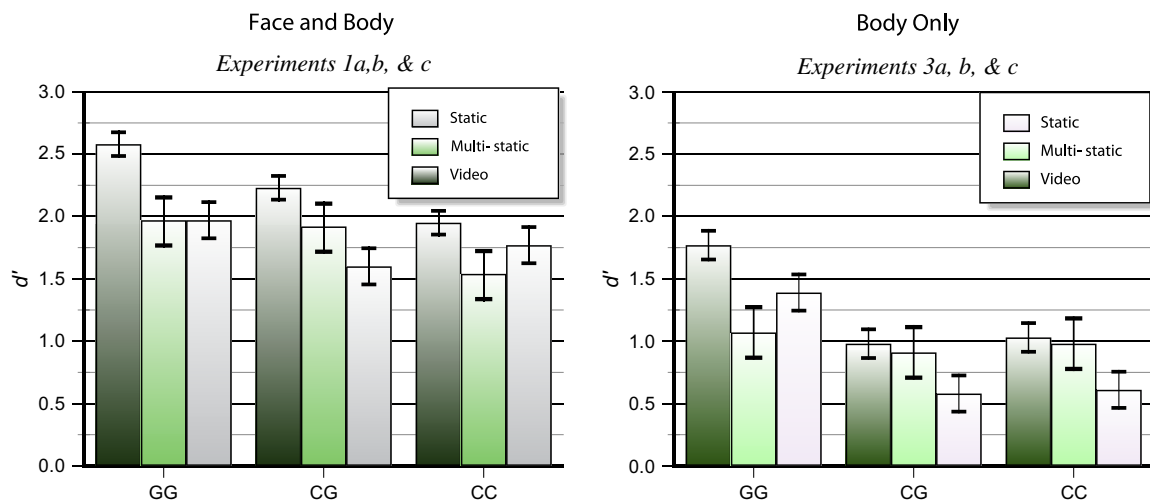 Face and Body
Experiments 1a,b, & c
3.0
2.5
2.0
1.5
1.0
0.5
0.0
d'
Static
Multi-static
Video
GG CG CC
Body Only
Experiments 3a, b, & c
3.0
2.5
2.0
1.5
1.0
0.5
0.0
d'
Static
Multi-static
Video
GG CG CC